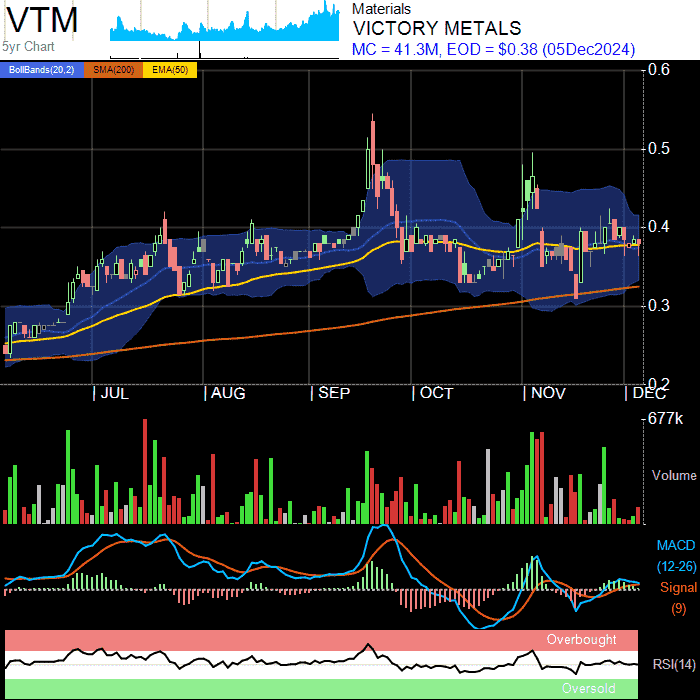 VTM
5yr Chart
Materials
VICTORY METALS
MC = 41.3M, EOD = $0.38 (05Dec2024)
BollBands(20,2) SMA(200) EMA(50)
0.6
0.5
0.4
0.3
0.2
JUL AUG SEP OCT NOV DEC
677k
Volume
MACD
(12-26)
Signal
(9)
Overbought
RSI(14)
Oversold